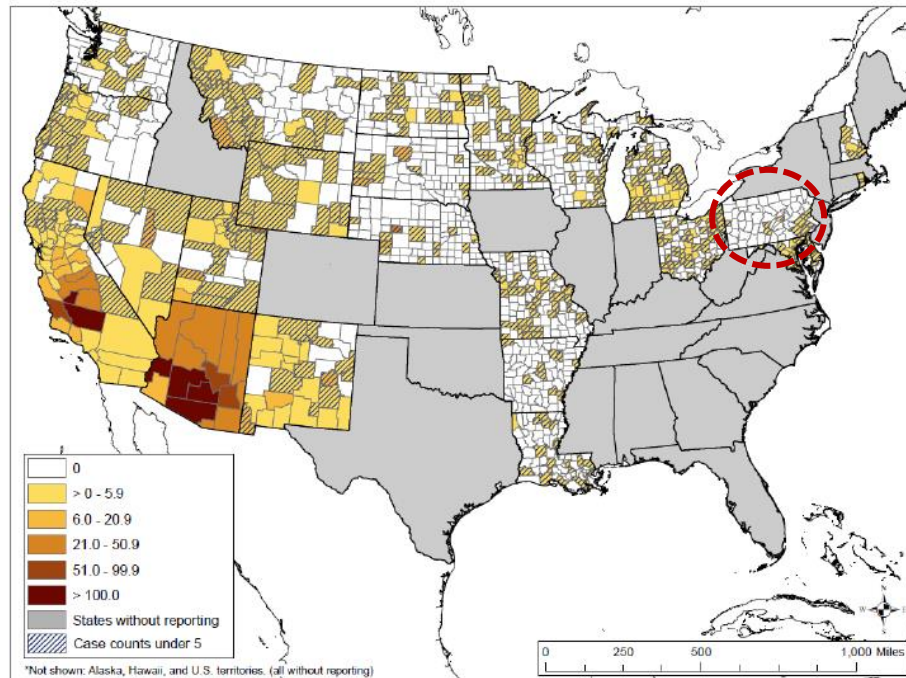 0
> 0 - 5.9
6.0 - 20.9
21.0 - 50.9
51.0 - 99.9
> 100.0
States without reporting
Case counts under 5
*Not shown: Alaska, Hawaii, and U.S. territories. (all without reporting)
N
W
S
0 250 500 1,000 Miles